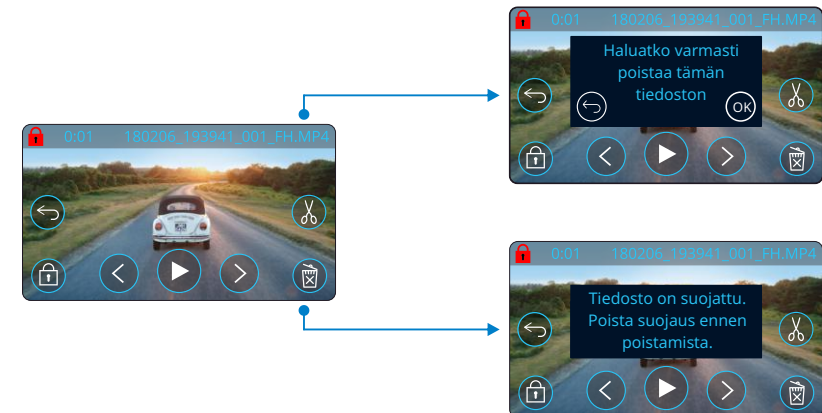 0:01 180206_193941_001_FH.MP4
Haluatko varmasti
poistaa tämän
tiedoston
OK
0:01 180206_193941_001_FH.MP4
0:01 180206_193941_001_FH.MP4
Tiedosto on suojattu.
Poista suojaus ennen
poistamista.